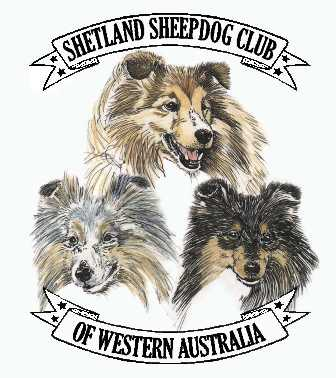 SHETLAND SHEEPDOG CLUB
OF WESTERN AUSTRALIA